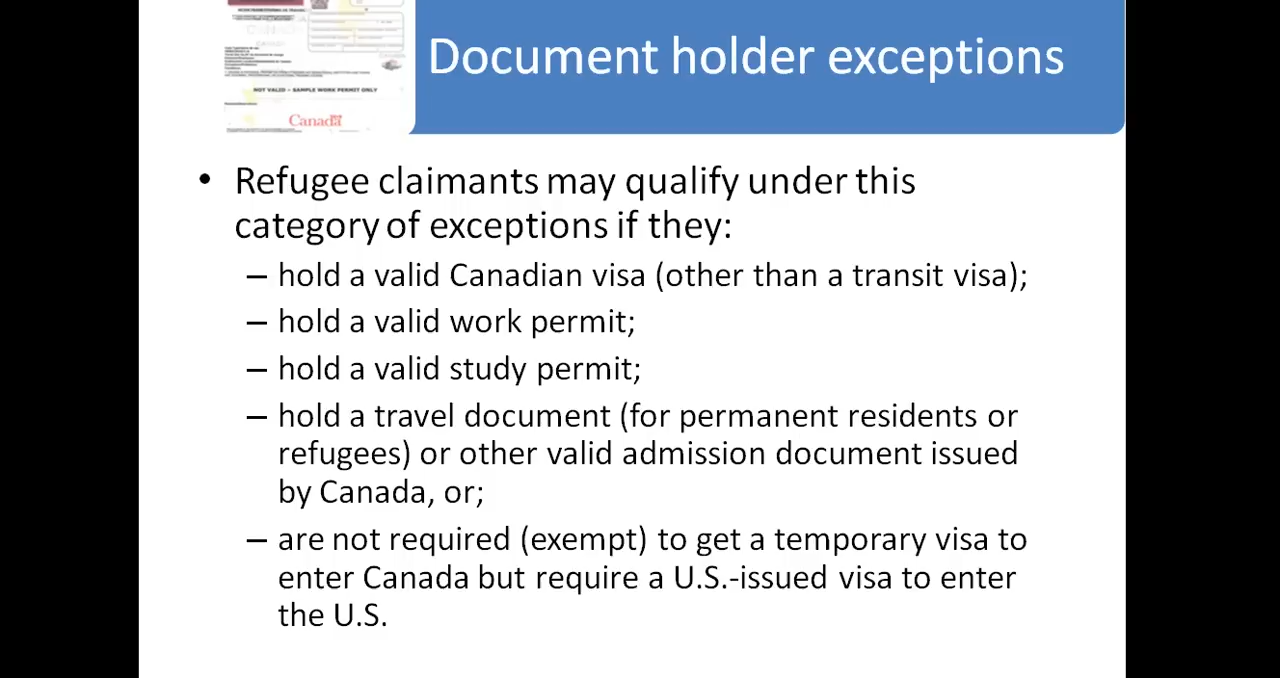 Document holder exceptions
NOT VALID – SAMPLE WORK PERMIT ONLY
Canada
• Refugee claimants may qualify under this
category of exceptions if they:
– hold a valid Canadian visa (other than a transit visa);
– hold a valid work permit;
– hold a valid study permit;
– hold a travel document (for permanent residents or
refugees) or other valid admission document issued
by Canada, or;
– are not required (exempt) to get a temporary visa to
enter Canada but require a U.S.-issued visa to enter
the U.S.